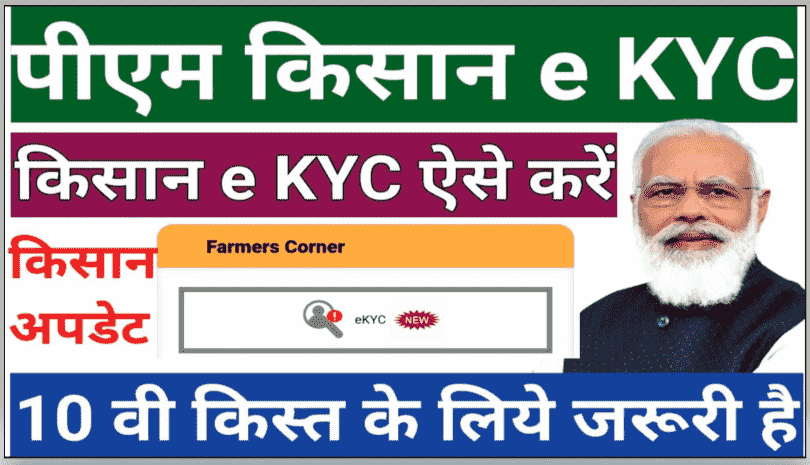 पीएम किसान e KYC
किसान e KYC ऐसे करें
किसान
अपडेट
Farmers Corner
eKYC NEW
10 वी किस्त के लिये जरूरी है